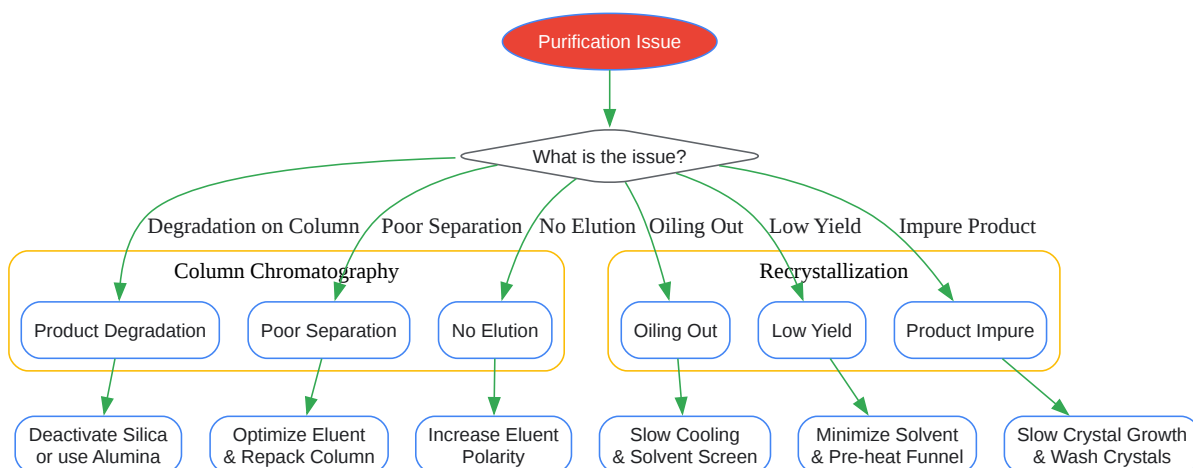 Purification Issue
What is the issue?
Degradation on Column
Poor Separation
No Elution
Oiling Out
Low Yield
Impure Product
Column Chromatography
Recrystallization
Product Degradation
Poor Separation
No Elution
Oiling Out
Low Yield
Product Impure
Deactivate Silica
or use Alumina
Optimize Eluent
& Repack Column
Increase Eluent
Polarity
Slow Cooling
& Solvent Screen
Minimize Solvent
& Pre-heat Funnel
Slow Crystal Growth
& Wash Crystals